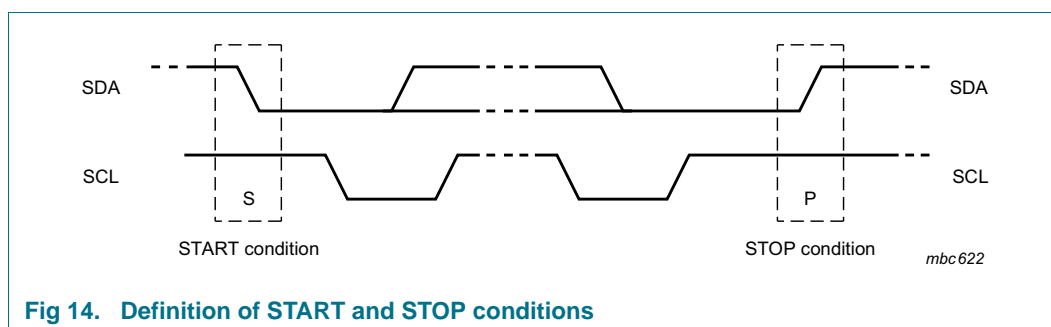 SDA SDA
SCL SCL
S P
START condition STOP condition
mbc622
Fig 14. Definition of START and STOP conditions